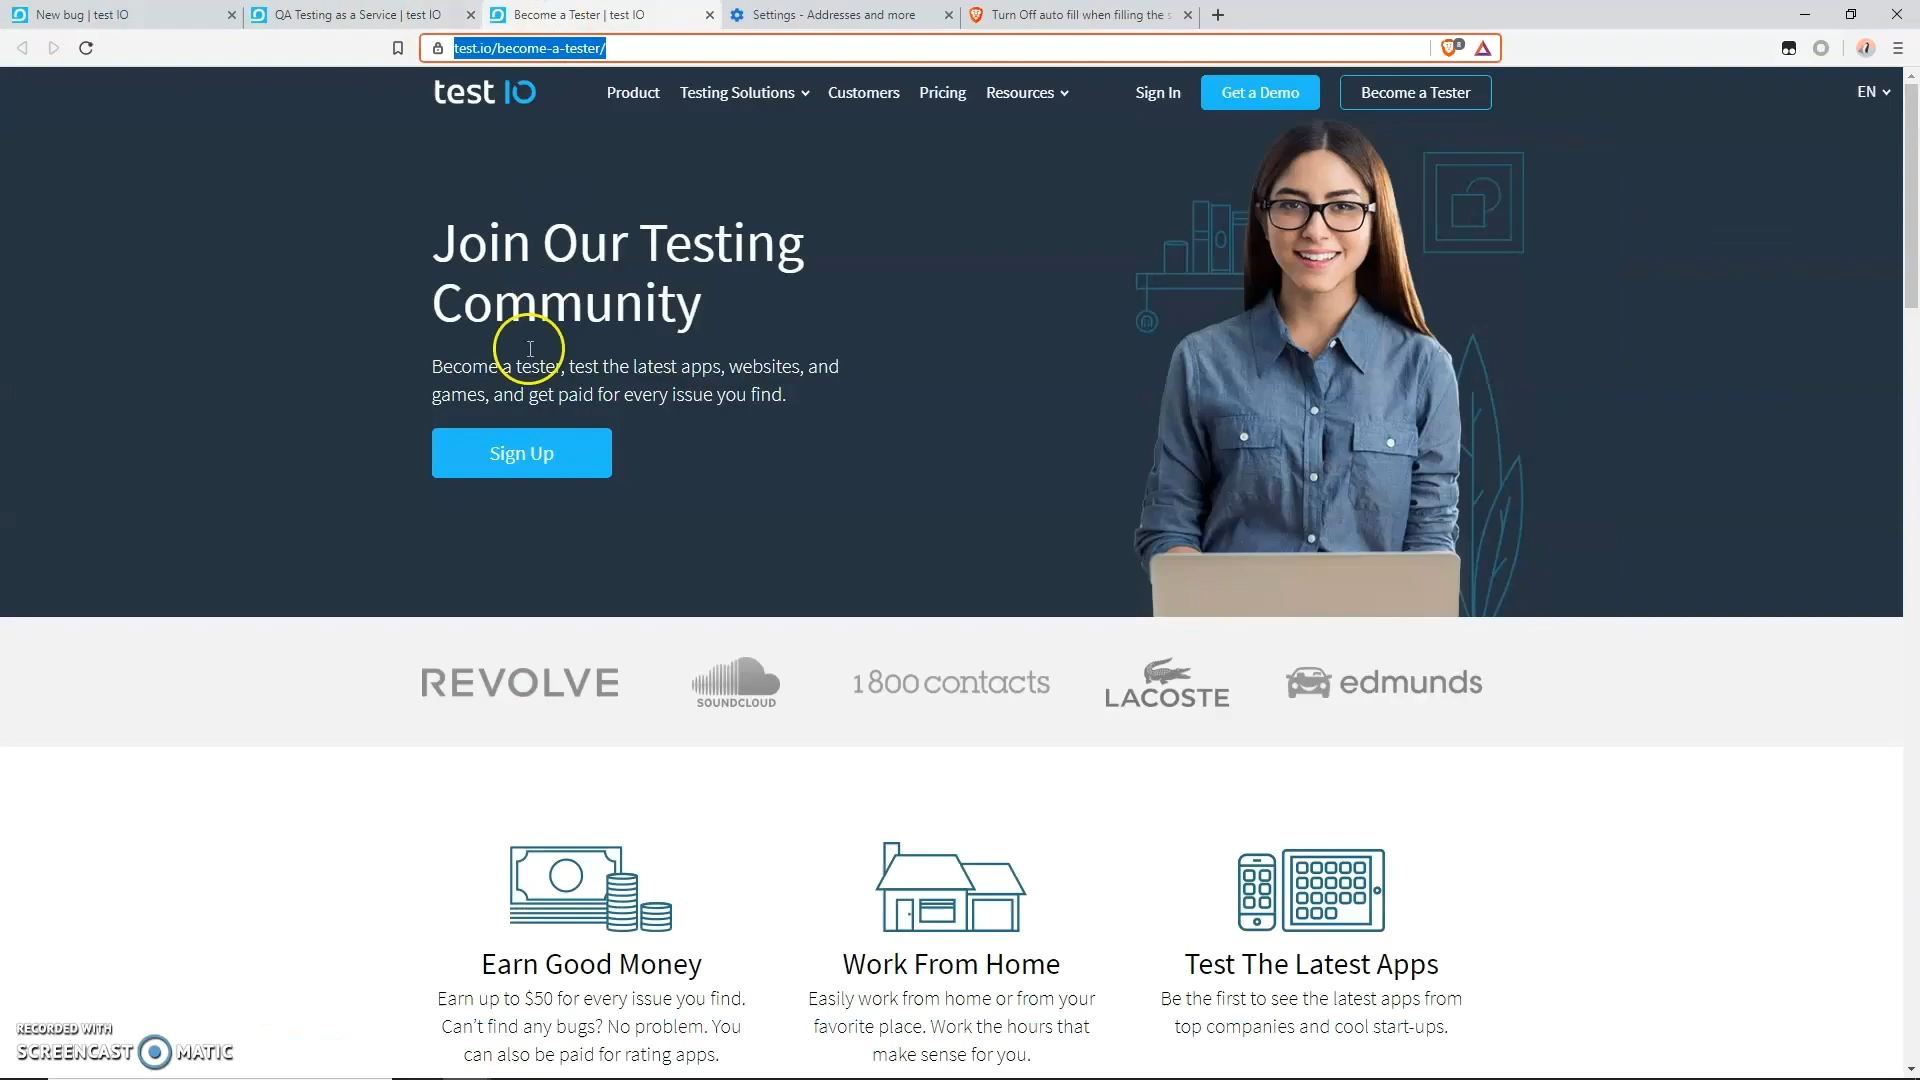 New bug | test IO
QA Testing as a Service | test IO
Become a Tester | test IO
Settings - Addresses and more
Turn Off auto fill when filling the s
test.io/become-a-tester/
test IO
Product
Testing Solutions
Customers
Pricing
Resources
Sign In
Get a Demo
Become a Tester
EN
Join Our Testing
Community
Become a tester, test the latest apps, websites, and
games, and get paid for every issue you find.
Sign Up
REVOLVE
SOUNDCLOUD
1800 contacts
LACOSTE
edmunds
Earn Good Money
Earn up to $50 for every issue you find.
Can’t find any bugs? No problem. You
can also be paid for rating apps.
Work From Home
Easily work from home or from your
favorite place. Work the hours that
make sense for you.
Test The Latest Apps
Be the first to see the latest apps from
top companies and cool start-ups.
RECORDED WITH
SCREENCAST MATIC